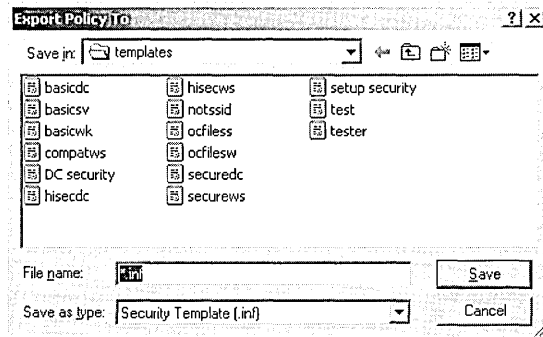 Export Policy To
Save in: templates
basicdc
basicsv
basicwk
compatws
DC security
hisecdc
hisecws
notssid
ocfiless
ocfilesw
securedc
securews
setup security
test
tester
File name: *.inf Save
Save as type: Security Template (.inf) Cancel